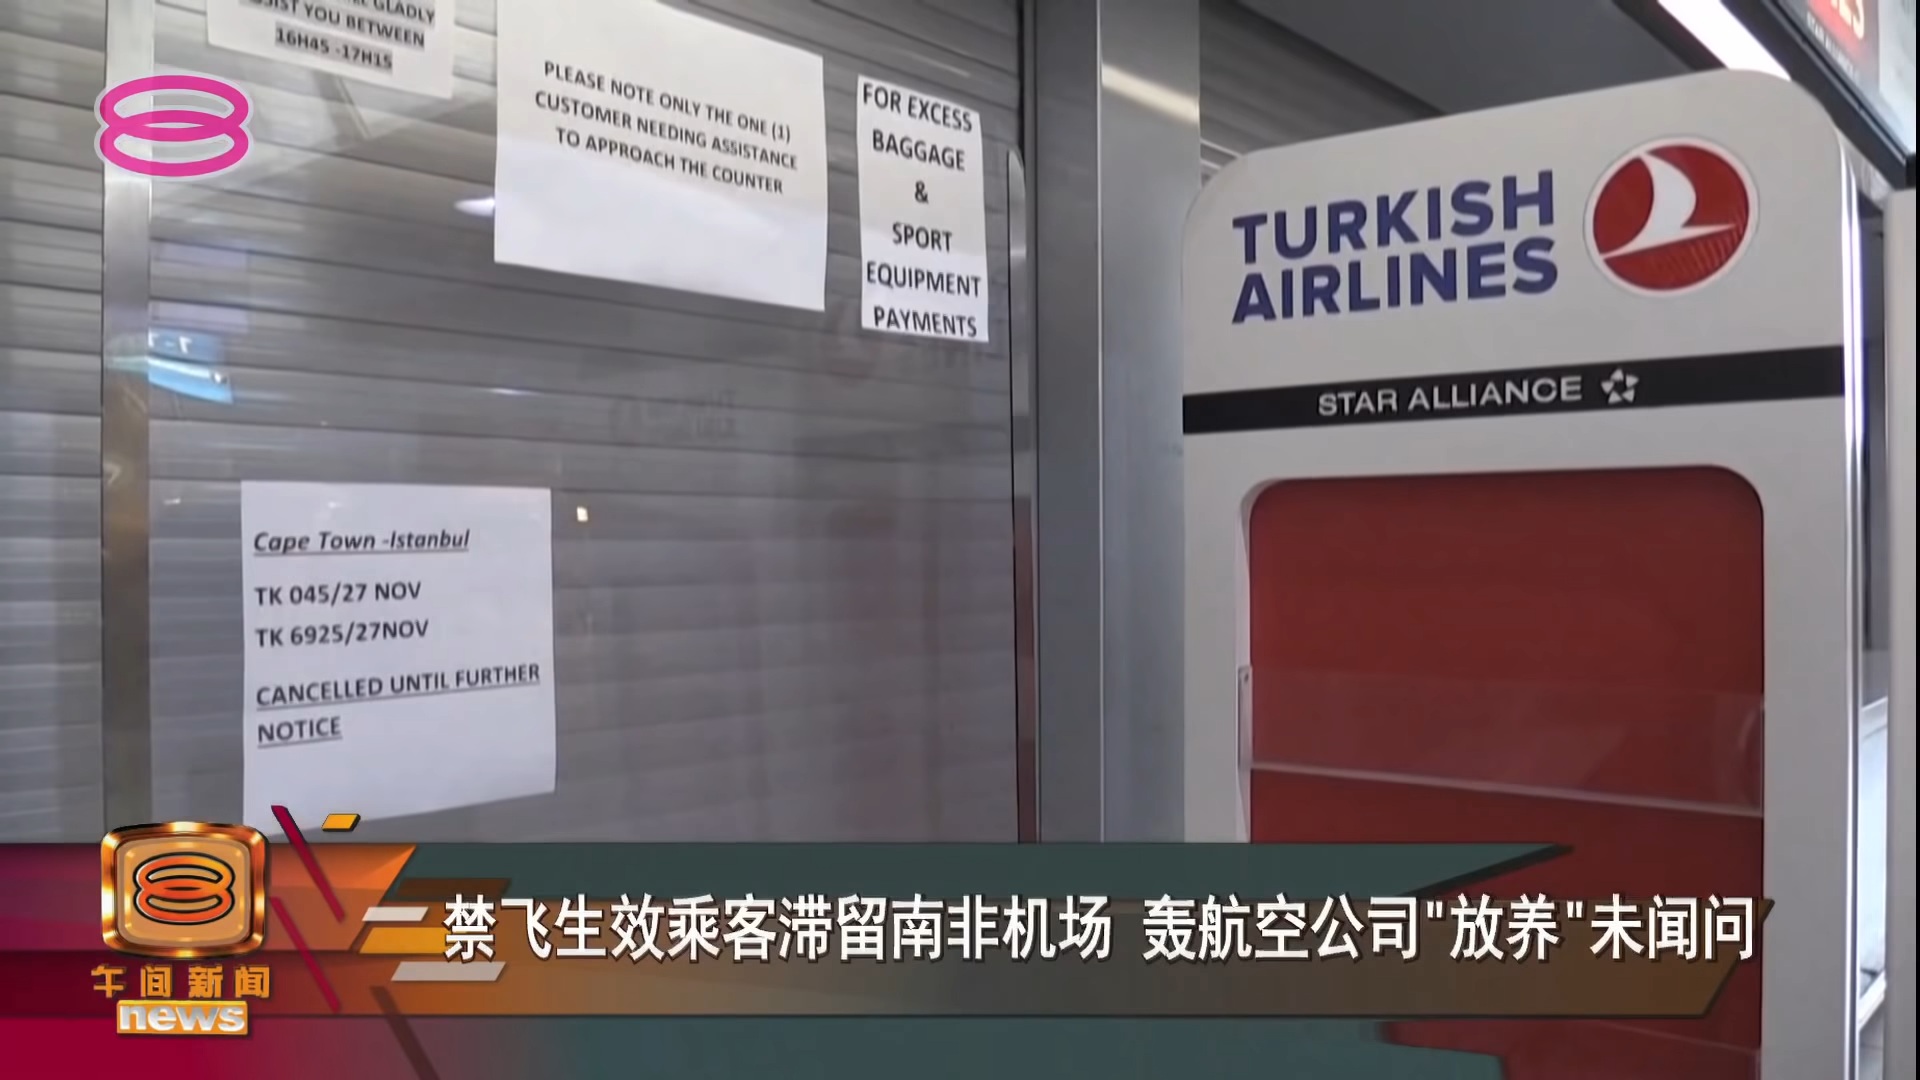 GLADLY
YOU BETWEEN
16H45 -17H15
PLEASE NOTE ONLY THE ONE (1)
CUSTOMER NEEDING ASSISTANCE
TO APPROACH THE COUNTER
FOR EXCESS
BAGGAGE
&
SPORT
EQUIPMENT
PAYMENTS
TURKISH
AIRLINES
STAR ALLIANCE
Cape Town -Istanbul
TK 045/27 NOV
TK 6925/27NOV
CANCELLED UNTIL FURTHER
NOTICE
禁飞生效乘客滞留南非机场 轰航空公司"放养"未闻问
午间新闻
news